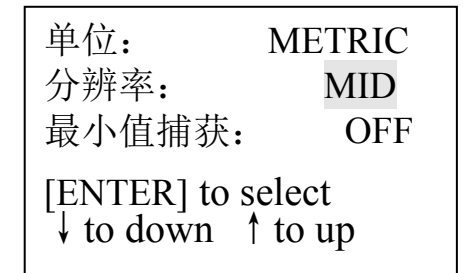 单位： METRIC
分辨率： MID
最小值捕获： OFF
[ENTER] to select
↓ to down ↑ to up